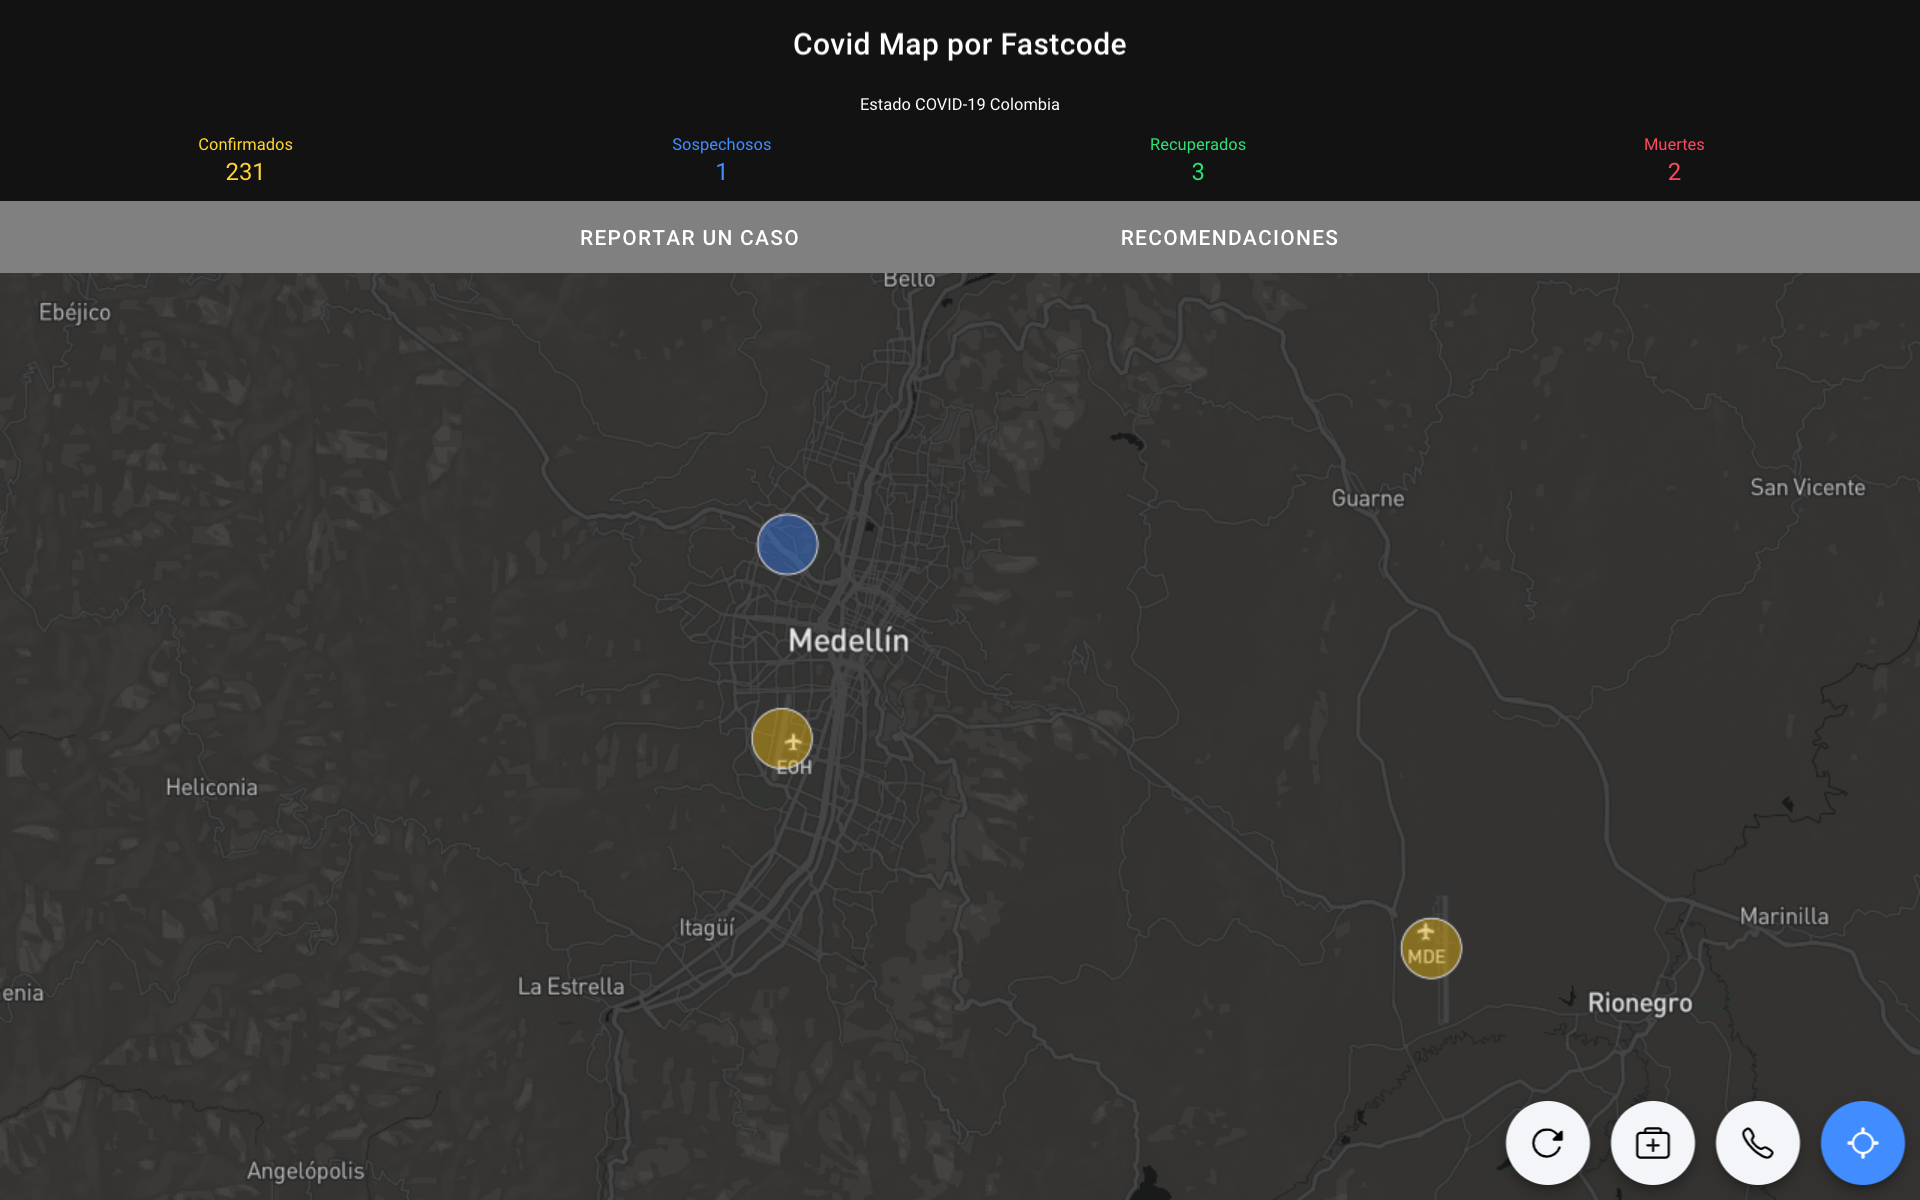 Covid Map por Fastcode
Estado COVID-19 Colombia
Confirmados
231
Sospechosos
1
Recuperados
3
Muertes
2
REPORTAR UN CASO
RECOMENDACIONES
Bello
Ebéjico
San Vicente
Guarne
Medellín
EOH
Heliconia
Marinilla
Itagüí
MDE
La Estrella
enia
Rionegro
Angelópolis